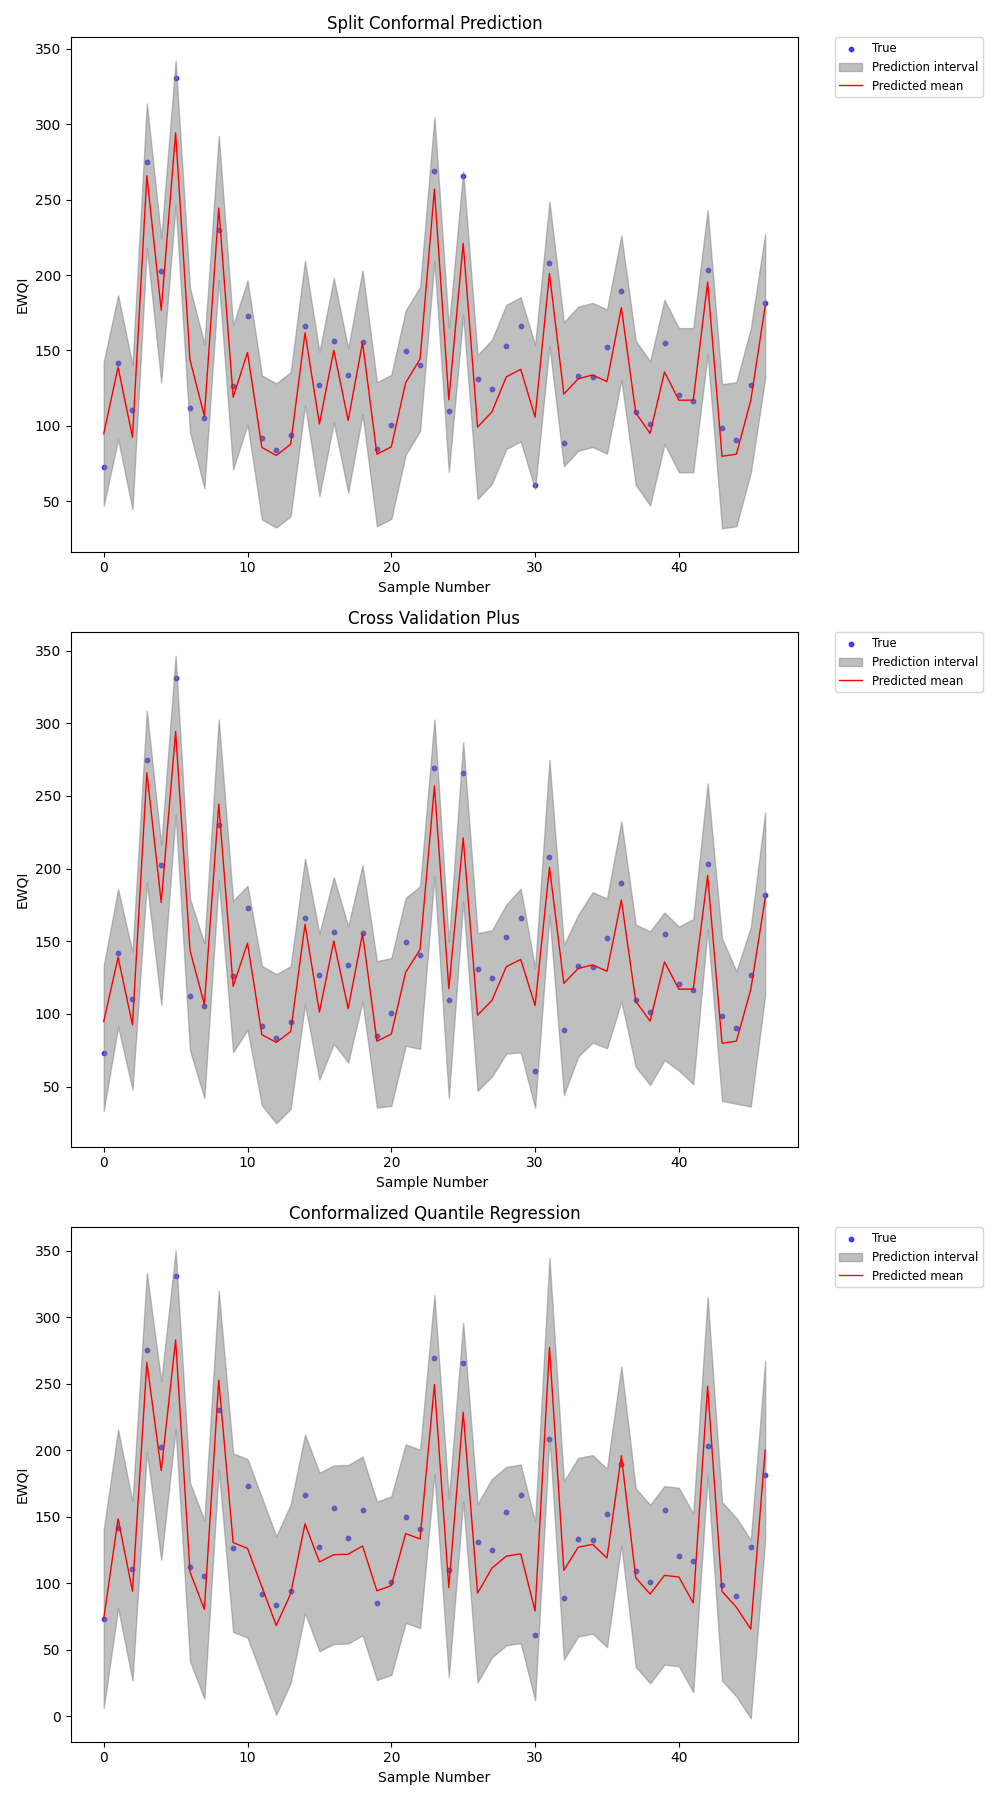 Split Conformal Prediction
350
300
250
200
150
100
50
EWQI
0 10 20 30 40
Sample Number
True
Prediction interval
Predicted mean
Cross Validation Plus
350
300
250
200
150
100
50
EWQI
0 10 20 30 40
Sample Number
True
Prediction interval
Predicted mean
Conformalized Quantile Regression
350
300
250
200
150
100
50
0
EWQI
0 10 20 30 40
Sample Number
True
Prediction interval
Predicted mean